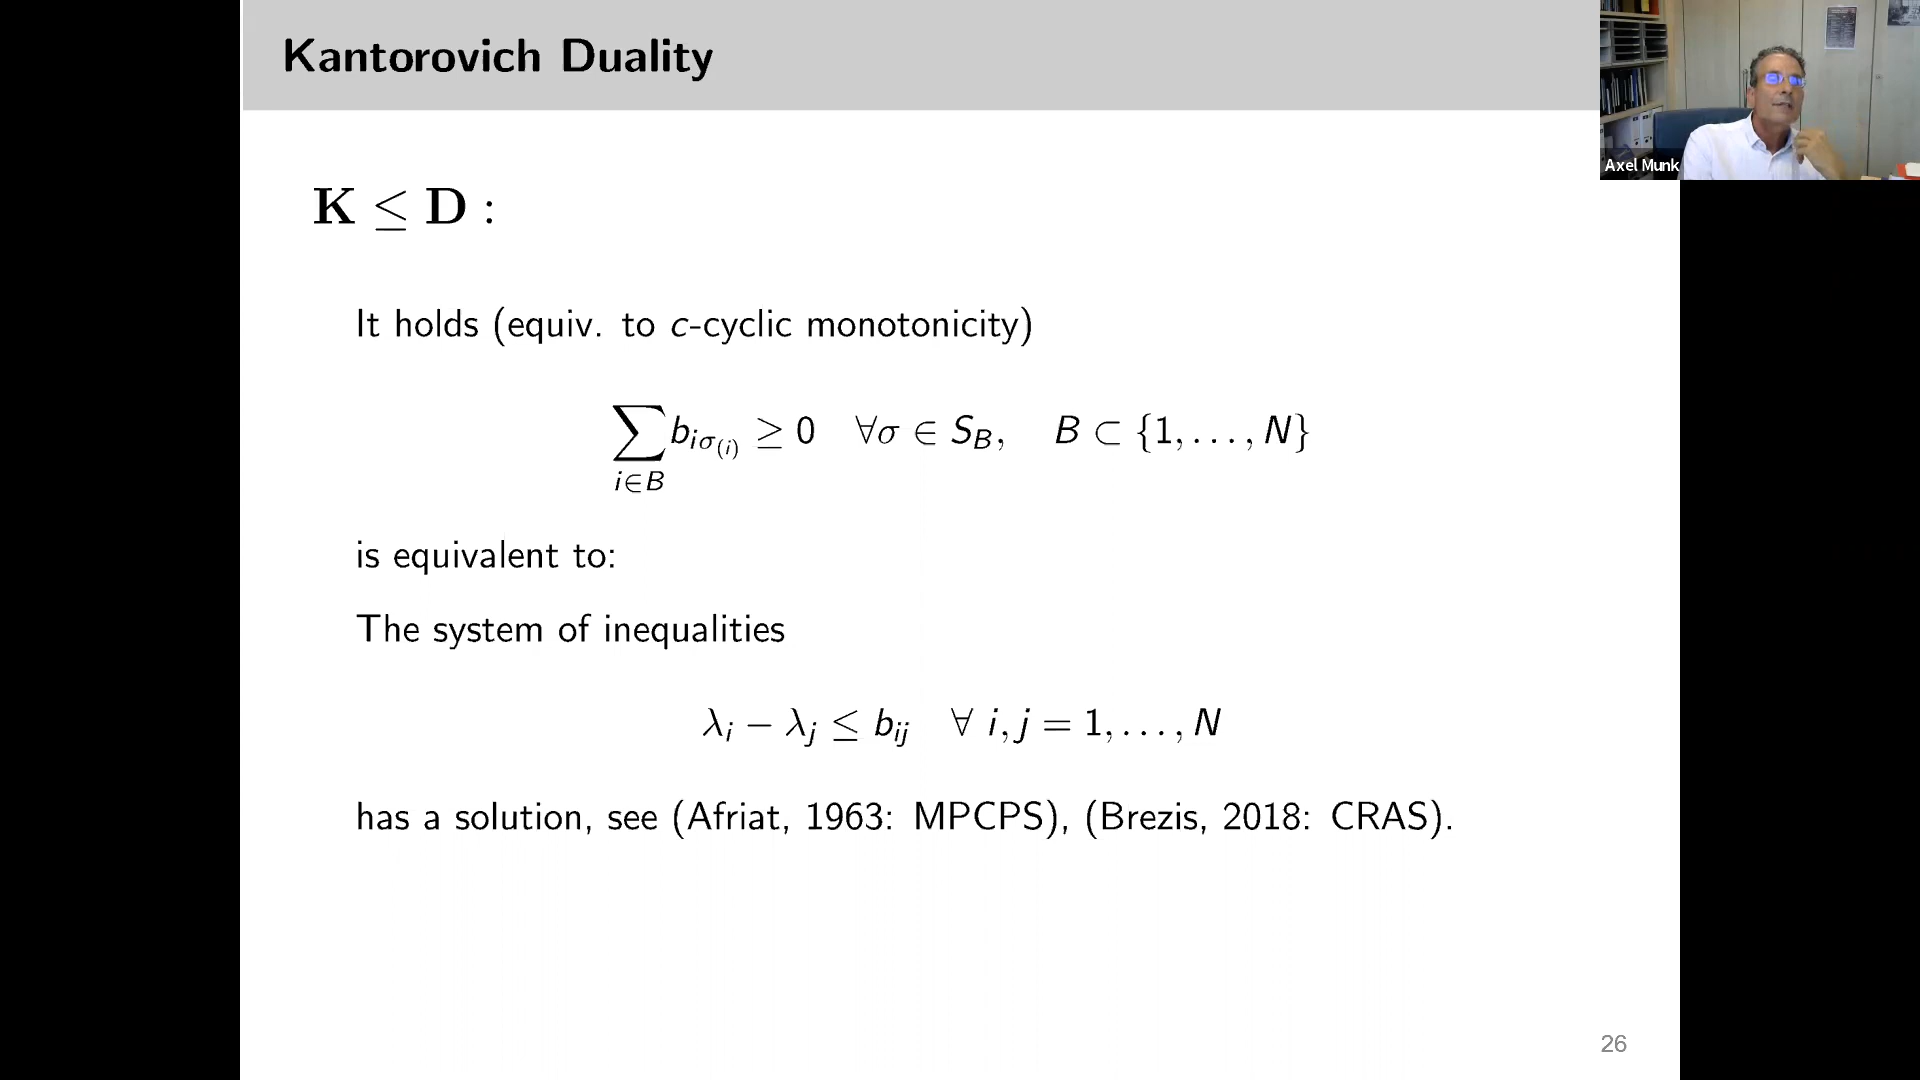 Kantorovich Duality
Axel Munk
K ≤ D :
It holds (equiv. to c-cyclic monotonicity)
∑_{i∈B} b_{iσ_{(i)}} ≥ 0 ∀σ ∈ S_B, B ⊂ {1, . . . , N}
is equivalent to:
The system of inequalities
λ_i − λ_j ≤ b_{ij} ∀ i, j = 1, . . . , N
has a solution, see (Afriat, 1963: MPCPS), (Brezis, 2018: CRAS).
26